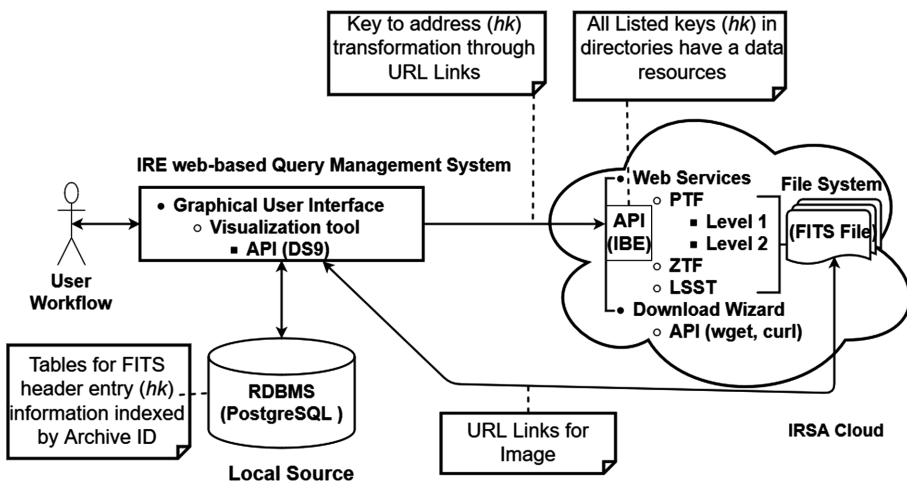 Key to address (hk)
transformation through
URL Links
All Listed keys (hk) in
directories have a data
resources
IRE web-based Query Management System
• Graphical User Interface
○ Visualization tool
■ API (DS9)
User
Workflow
• Web Services
○ PTF
■ Level 1
■ Level 2
○ ZTF
○ LSST
• Download Wizard
○ API (wget, curl)
API
(IBE)
File System
(FITS File)
IRSA Cloud
Tables for FITS
header entry (hk)
information indexed
by Archive ID
RDBMS
(PostgreSQL )
Local Source
URL Links for
Image